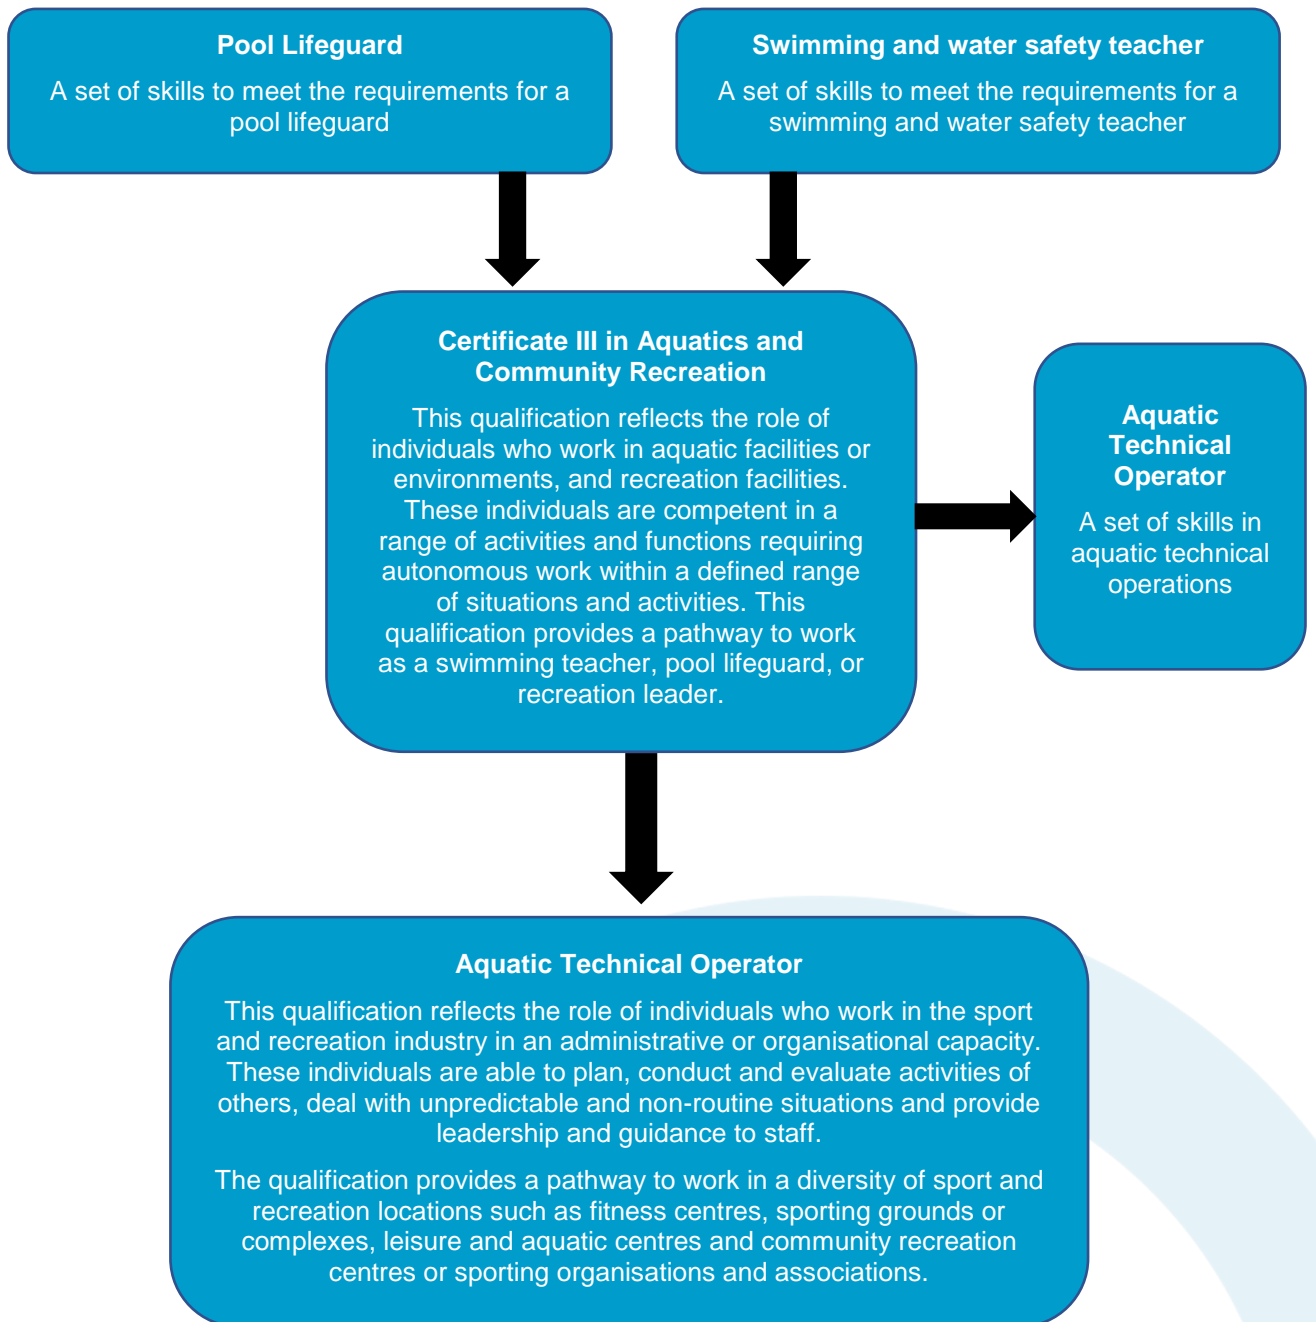 Pool Lifeguard
A set of skills to meet the requirements for a
pool lifeguard
Swimming and water safety teacher
A set of skills to meet the requirements for a
swimming and water safety teacher
Certificate III in Aquatics and
Community Recreation
This qualification reflects the role of
individuals who work in aquatic facilities or
environments, and recreation facilities.
These individuals are competent in a
range of activities and functions requiring
autonomous work within a defined range
of situations and activities. This
qualification provides a pathway to work
as a swimming teacher, pool lifeguard, or
recreation leader.
Aquatic
Technical
Operator
A set of skills in
aquatic technical
operations
Aquatic Technical Operator
This qualification reflects the role of individuals who work in the sport
and recreation industry in an administrative or organisational capacity.
These individuals are able to plan, conduct and evaluate activities of
others, deal with unpredictable and non-routine situations and provide
leadership and guidance to staff.
The qualification provides a pathway to work in a diversity of sport and
recreation locations such as fitness centres, sporting grounds or
complexes, leisure and aquatic centres and community recreation
centres or sporting organisations and associations.